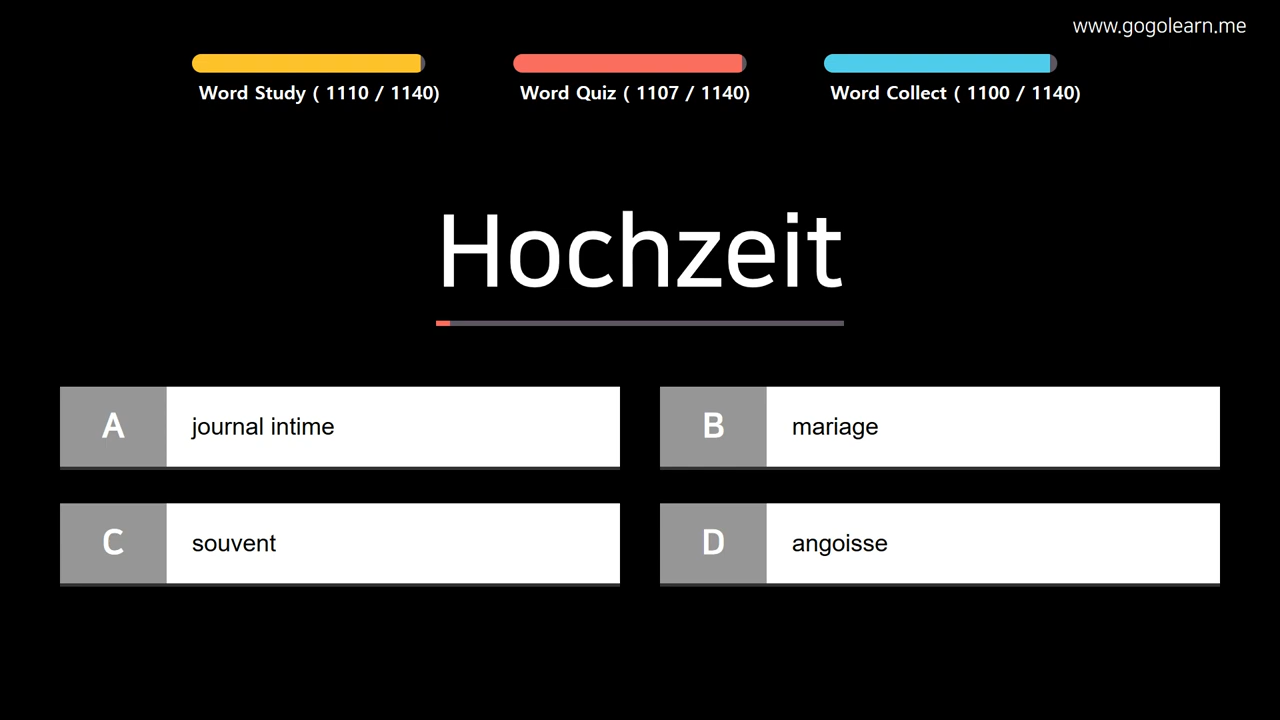 www.gogolearn.me
Word Study ( 1110 / 1140)
Word Quiz ( 1107 / 1140)
Word Collect ( 1100 / 1140)
Hochzeit
A journal intime
B mariage
C souvent
D angoisse